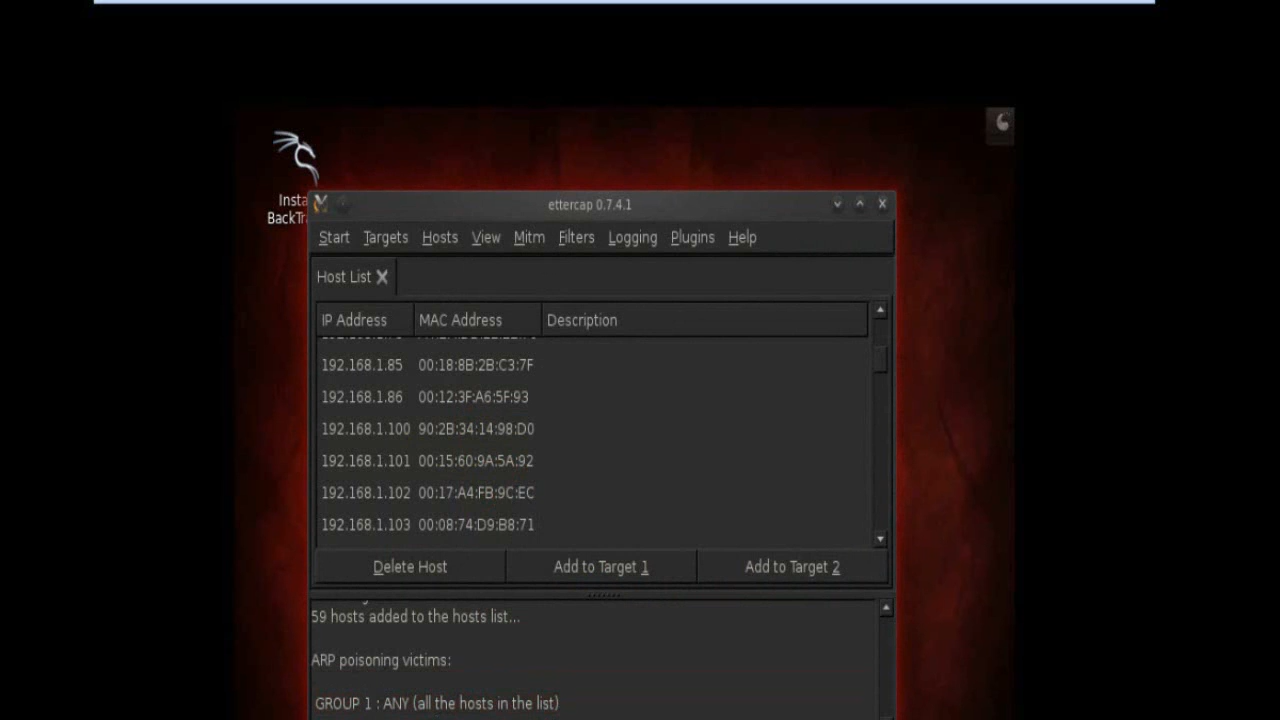 Insta
BackTr
ettercap 0.7.4.1
Start Targets Hosts View Mitm Filters Logging Plugins Help
Host List
IP Address MAC Address Description
192.168.1.85 00:18:8B:2B:C3:7F
192.168.1.86 00:12:3F:A6:5F:93
192.168.1.100 90:2B:34:14:98:D0
192.168.1.101 00:15:60:9A:5A:92
192.168.1.102 00:17:A4:FB:9C:EC
192.168.1.103 00:08:74:D9:B8:71
Delete Host Add to Target 1 Add to Target 2
59 hosts added to the hosts list...
ARP poisoning victims:
GROUP 1 : ANY (all the hosts in the list)